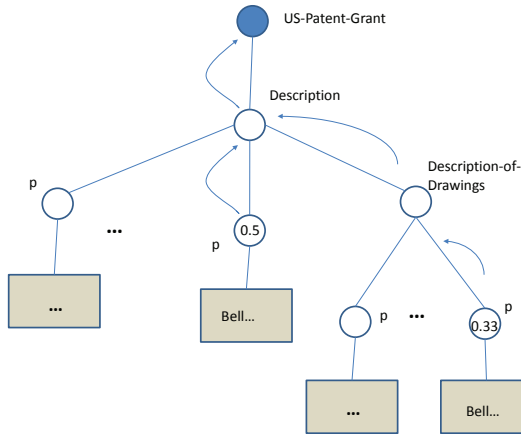 US-Patent-Grant
Description
Description-of-
Drawings
p
...
0.5
p
...
Bell...
p
...
0.33
p
...
Bell...